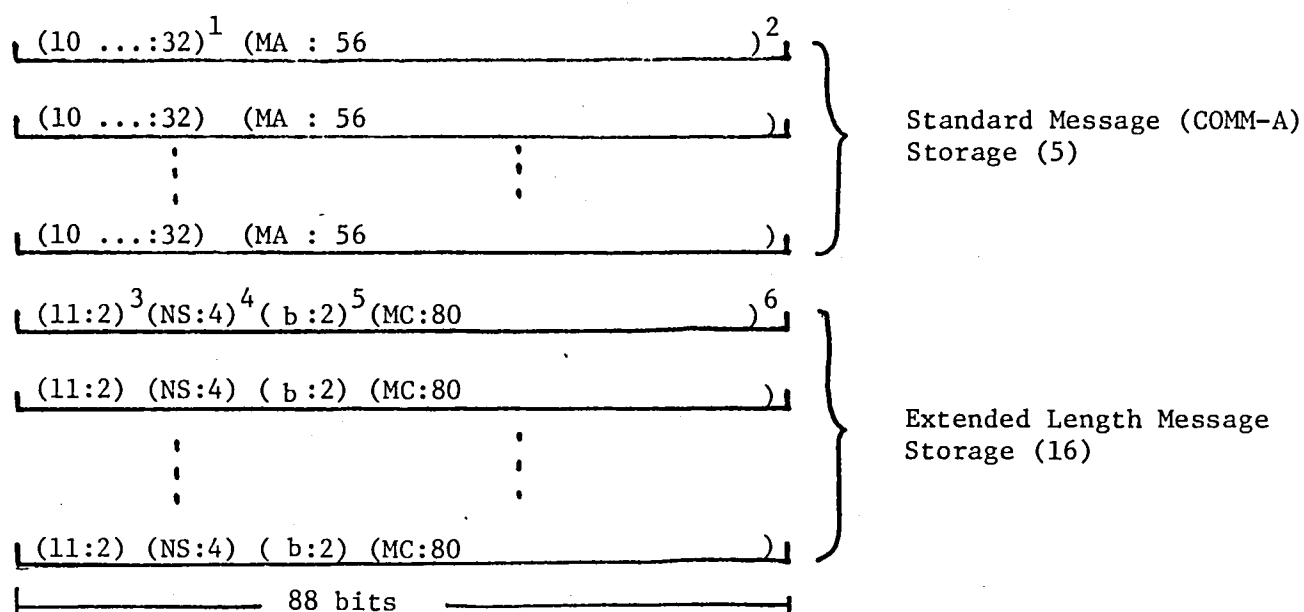 (10 ...:32)1 (MA : 56 )2
(10 ...:32) (MA : 56 )
Standard Message (COMM-A)
Storage (5)
(10 ...:32) (MA : 56 )
(11:2)3(NS:4)4( b:2)5(MC:80 )6
(11:2) (NS:4) ( b:2) (MC:80 )
Extended Length Message
Storage (16)
(11:2) (NS:4) ( b:2) (MC:80 )
88 bits